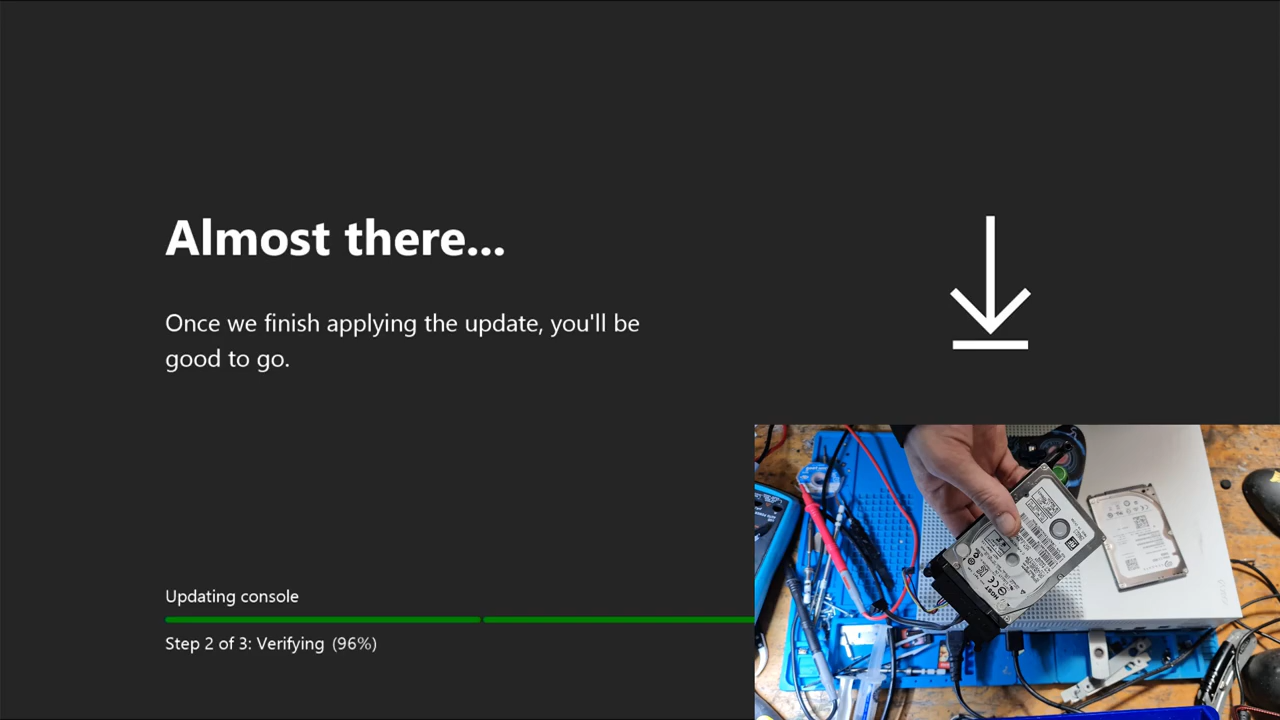 Almost there...
Once we finish applying the update, you'll be
good to go.
Updating console
Step 2 of 3: Verifying (96%)